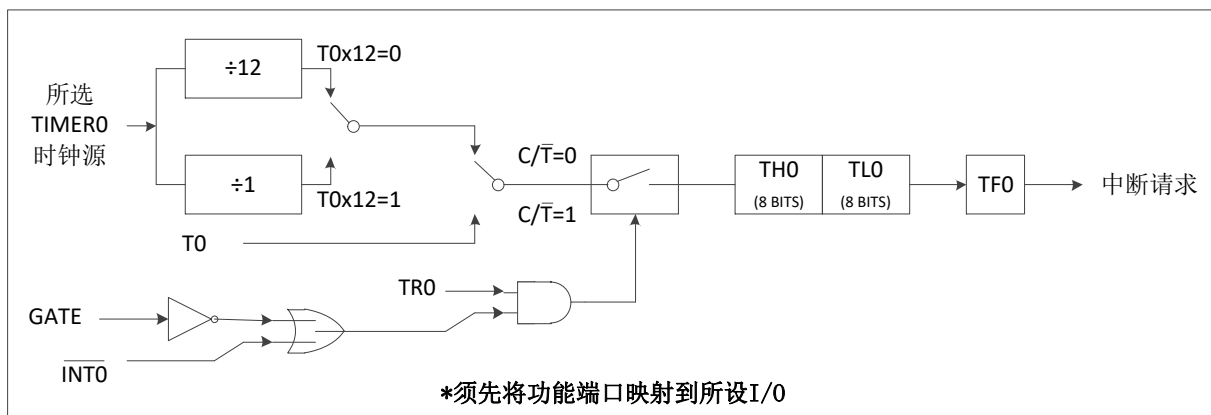 ÷12
T0x12=0
所选
TIMER0
时钟源
÷1
T0x12=1
C/T̅=0
C/T̅=1
T0
TH0
(8 BITS)
TL0
(8 BITS)
TF0
中断请求
TR0
GATE
I̅N̅T̅0̅
*须先将功能端口映射到所设I/O